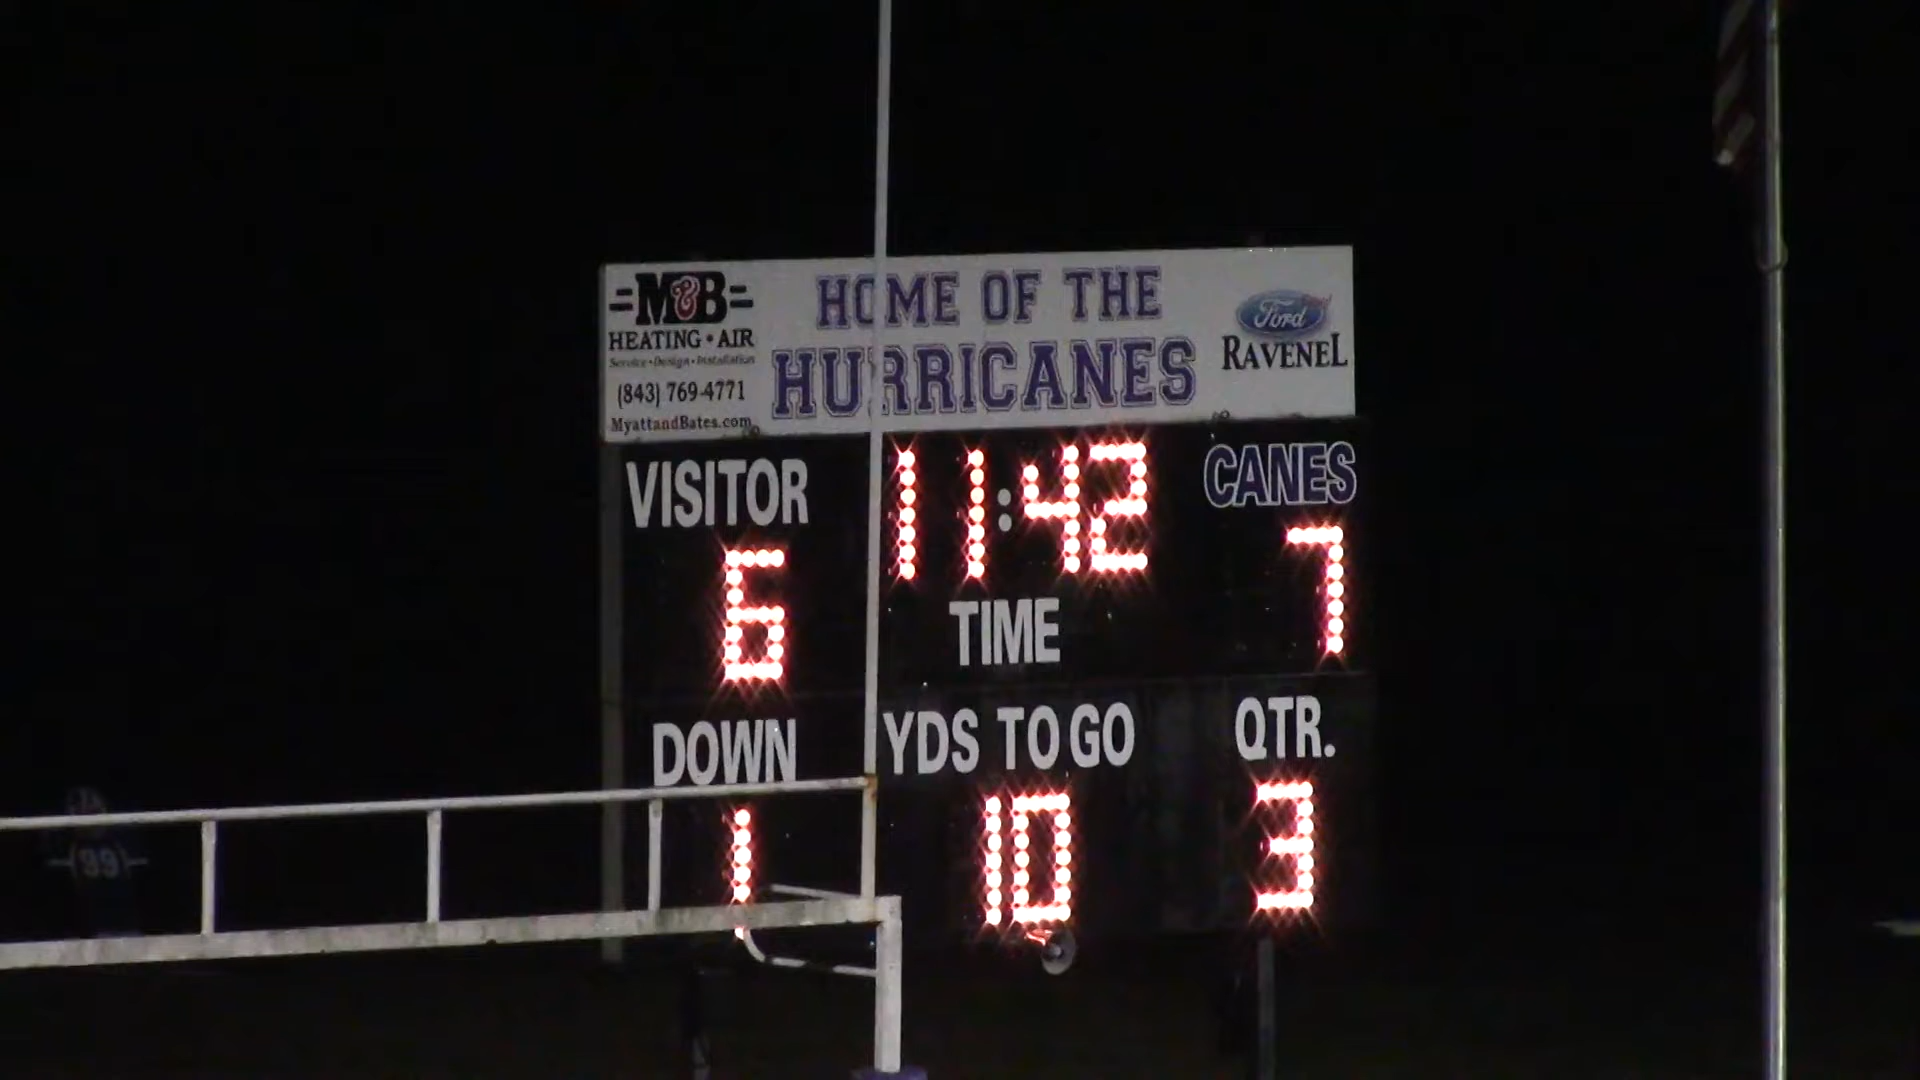 M&B
HEATING • AIR
Service • Design • Installation
(843) 769-4771
MyattandBates.com
HOME OF THE
HURRICANES
Ford
RAVENEL
VISITOR
6
11:42
TIME
CANES
7
DOWN
1
YDS TO GO
10
QTR.
3
99